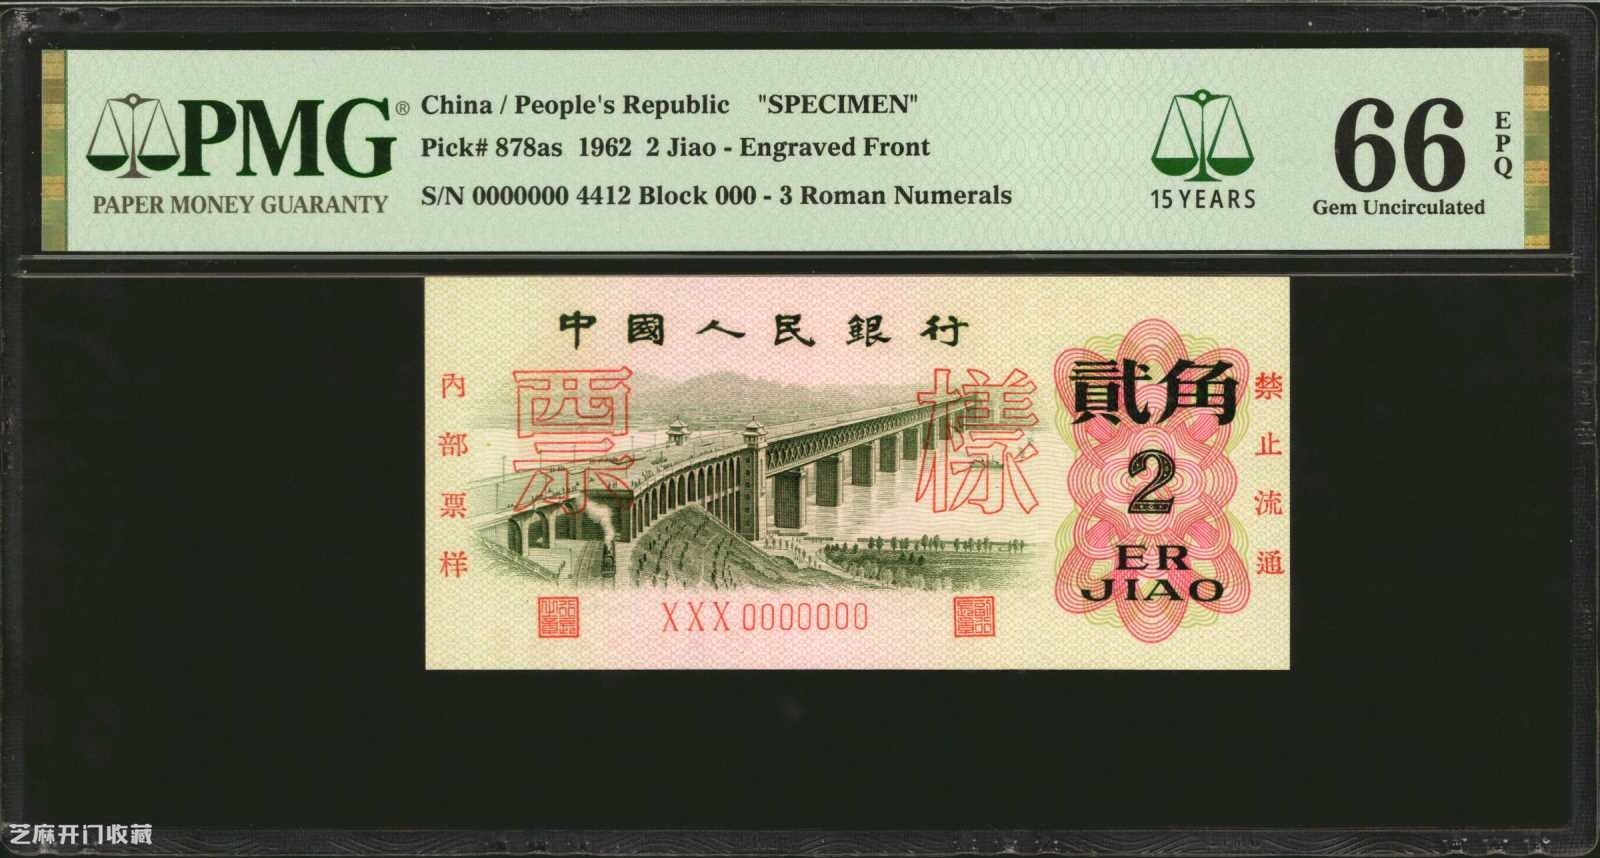 PMG®
PAPER MONEY GUARANTY
China / People's Republic "SPECIMEN"
Pick# 878as 1962 2 Jiao - Engraved Front
S/N 0000000 4412 Block 000 - 3 Roman Numerals
15 YEARS
66
EPQ
Gem Uncirculated
中國人民銀行
內部票样
票樣
貳角
2
ER
JIAO
禁止流通
XXX0000000
芝麻开门收藏